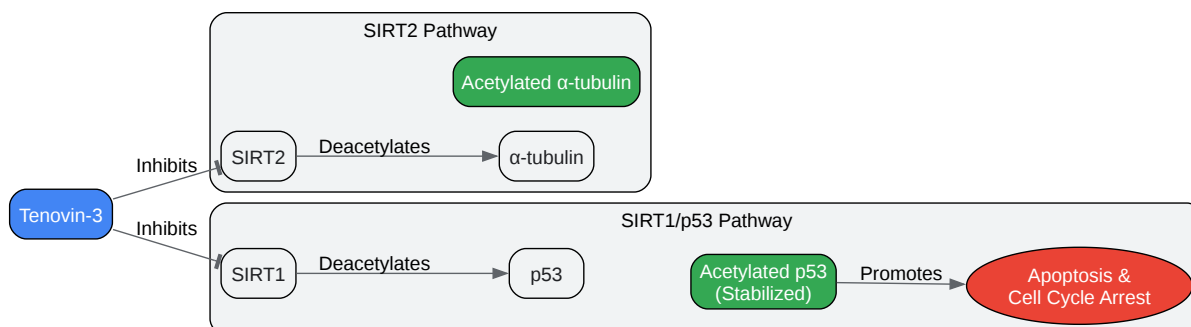 SIRT2 Pathway
Acetylated α-tubulin
SIRT2
Deacetylates
α-tubulin
Inhibits
Tenovin-3
Inhibits
SIRT1/p53 Pathway
SIRT1
Deacetylates
p53
Acetylated p53
(Stabilized)
Promotes
Apoptosis &
Cell Cycle Arrest